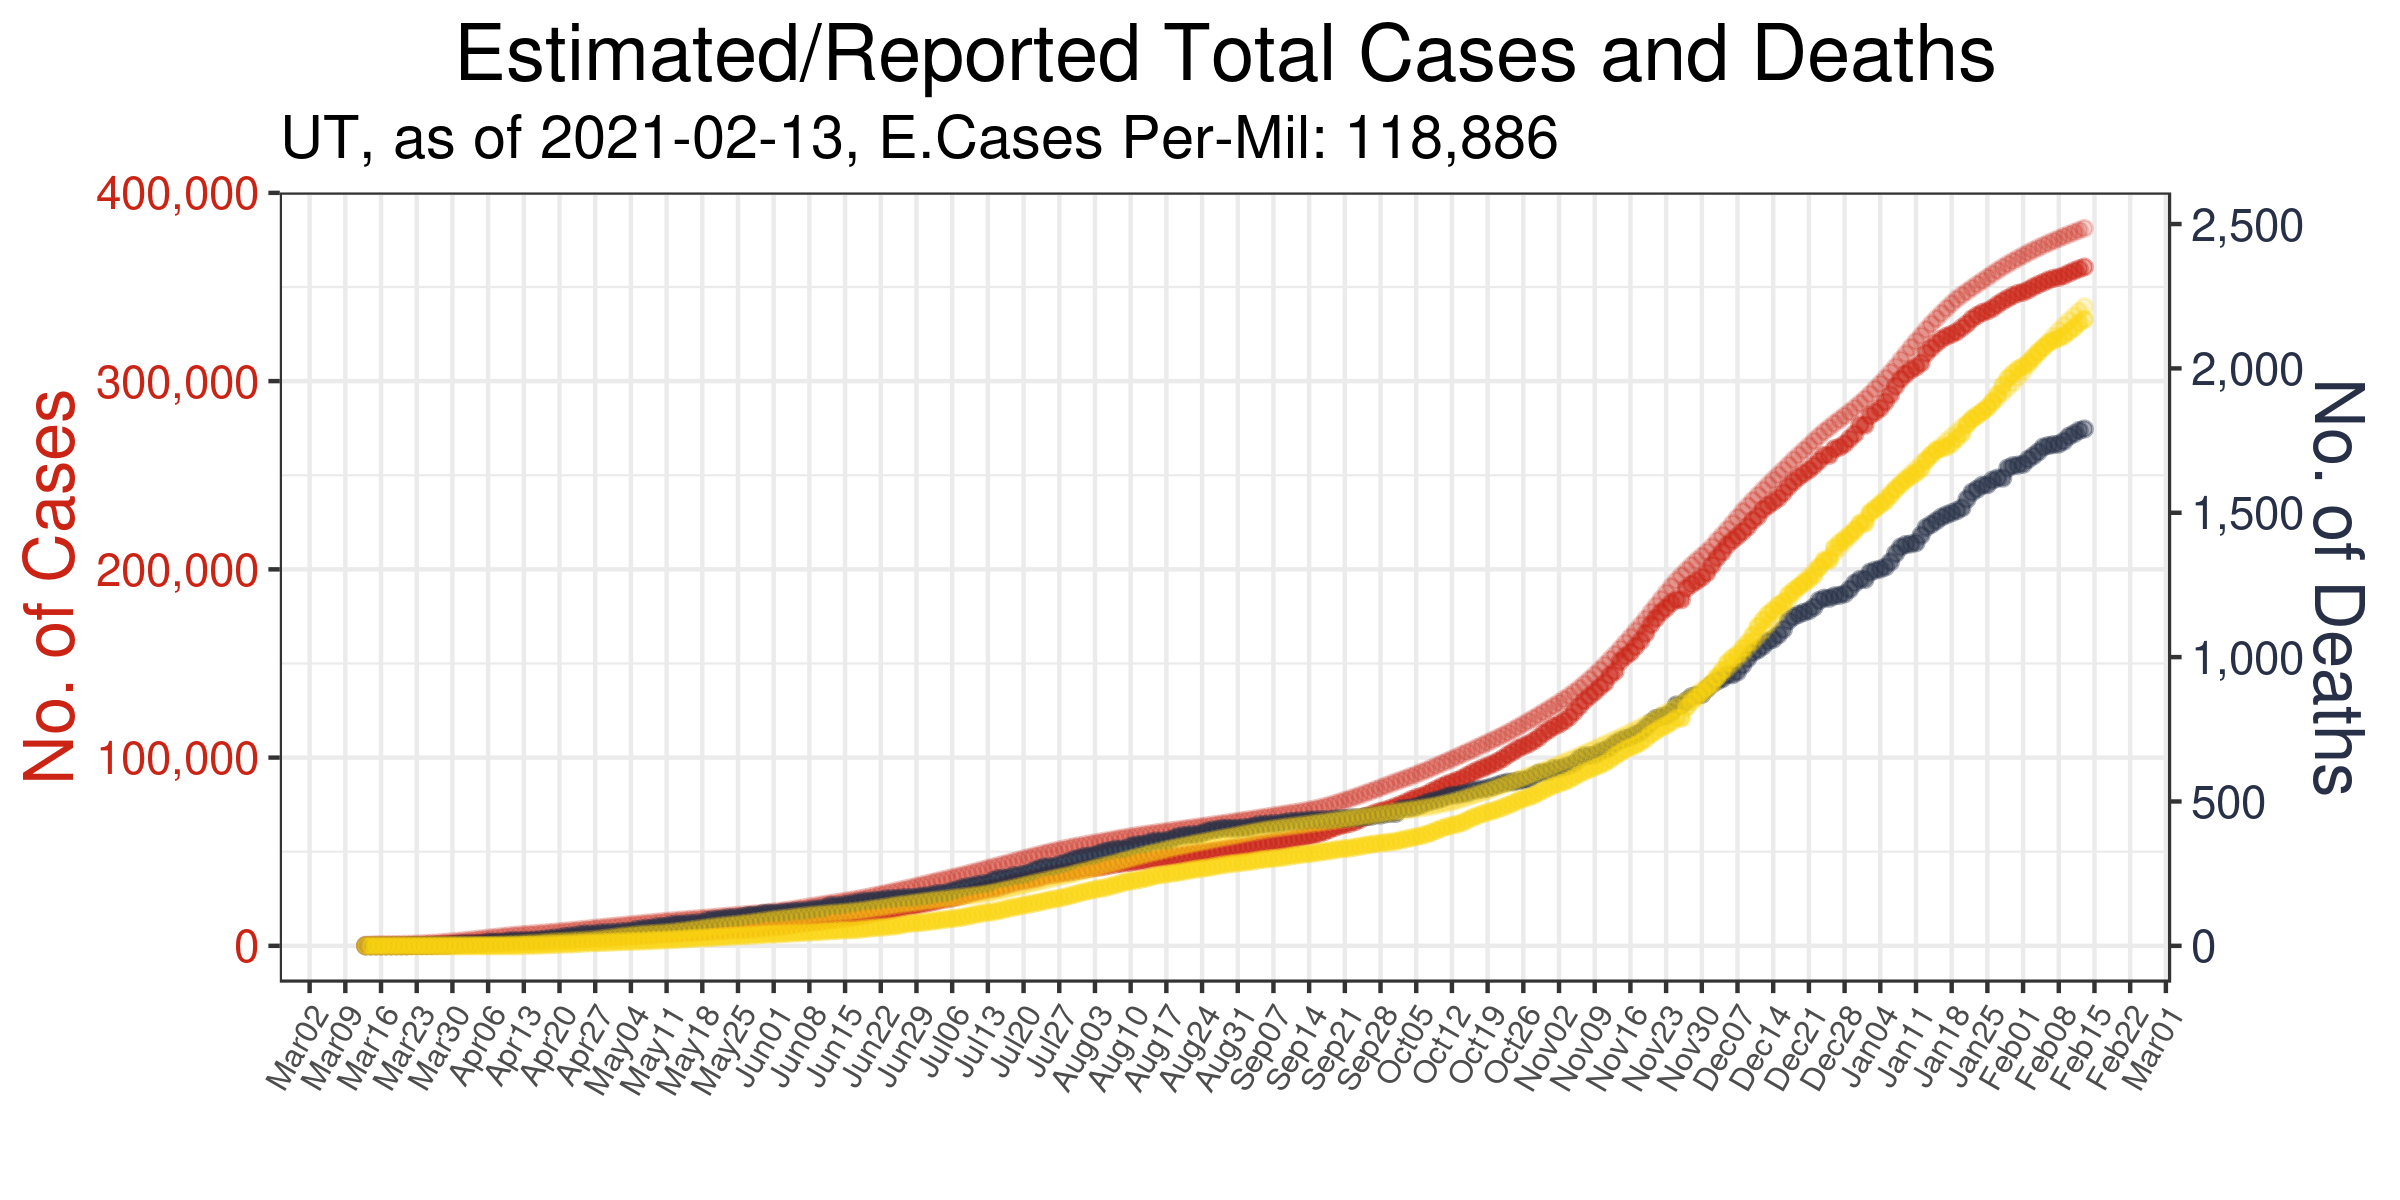 Estimated/Reported Total Cases and Deaths
UT, as of 2021-02-13, E.Cases Per-Mil: 118,886
No. of Cases
400,000
300,000
200,000
100,000
0
No. of Deaths
2,500
2,000
1,500
1,000
500
0
Mar02
Mar09
Mar16
Mar23
Mar30
Apr06
Apr13
Apr20
Apr27
May04
May11
May18
May25
Jun01
Jun08
Jun15
Jun22
Jun29
Jul06
Jul13
Jul20
Jul27
Aug03
Aug10
Aug17
Aug24
Aug31
Sep07
Sep14
Sep21
Sep28
Oct05
Oct12
Oct19
Oct26
Nov02
Nov09
Nov16
Nov23
Nov30
Dec07
Dec14
Dec21
Dec28
Jan04
Jan11
Jan18
Jan25
Feb01
Feb08
Feb15
Feb22
Mar01